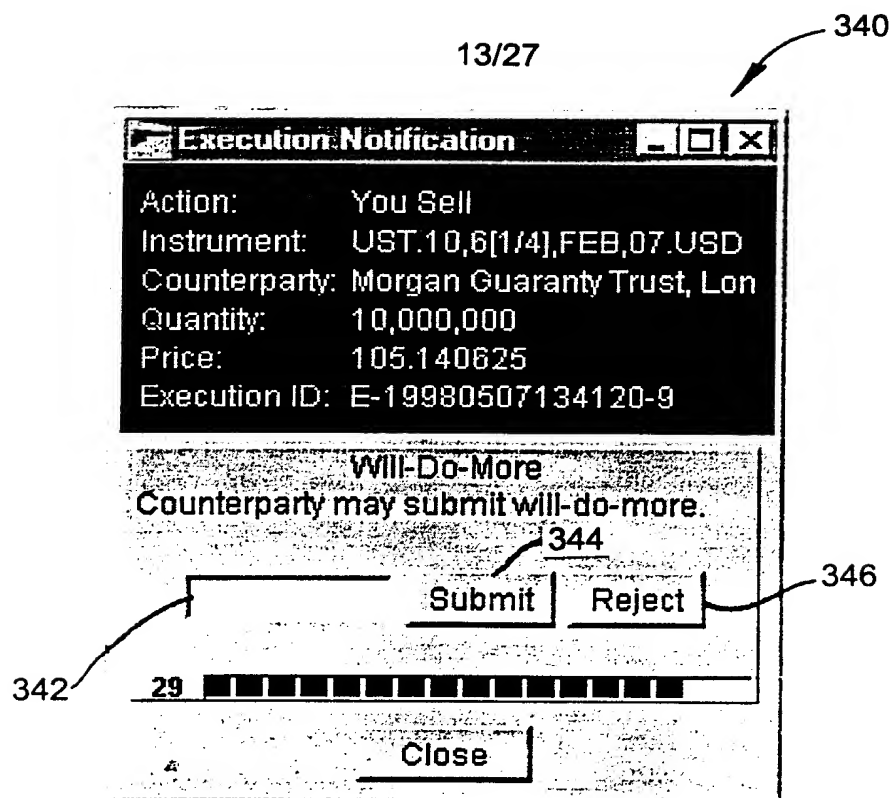 340
13/27
Execution Notification
Action: You Sell
Instrument: UST.10,6[1/4],FEB,07.USD
Counterparty: Morgan Guaranty Trust, Lon
Quantity: 10,000,000
Price: 105.140625
Execution ID: E-19980507134120-9
Will-Do-More
Counterparty may submit will-do-more.
344
Submit Reject 346
342
29
Close